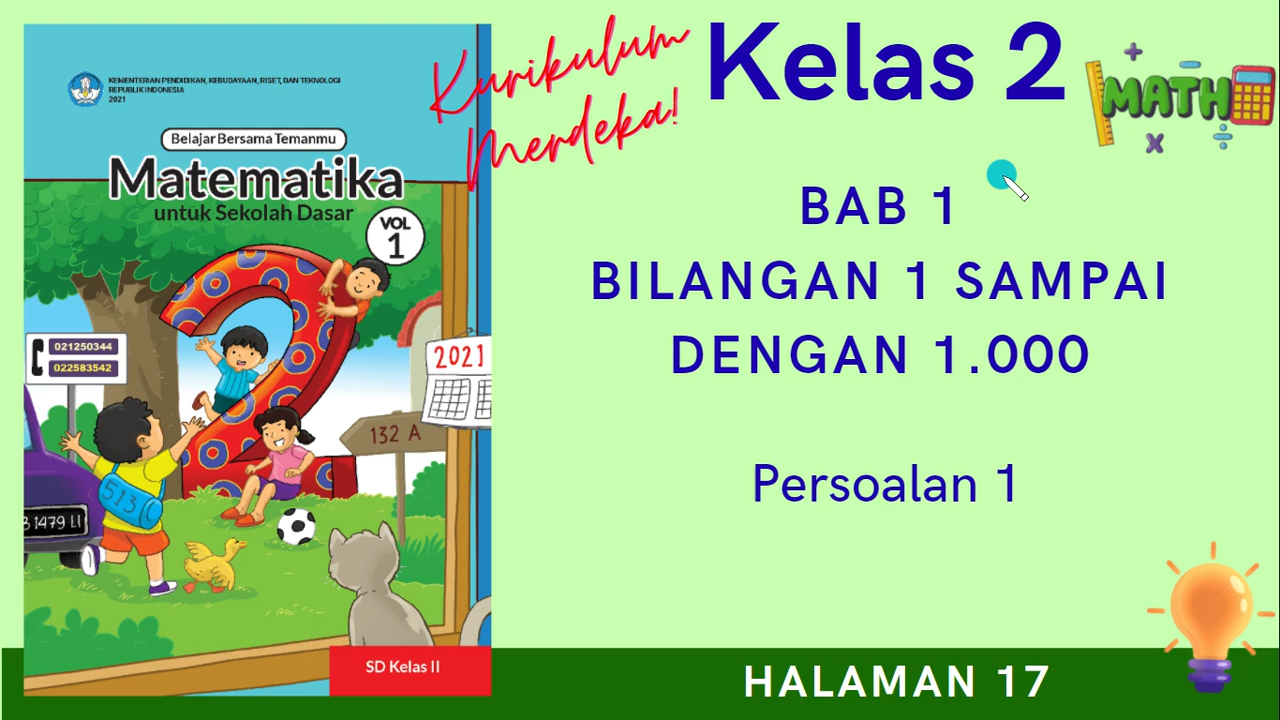 KEMENTERIAN PENDIDIKAN, KEBUDAYAAN, RISET, DAN TEKNOLOGI
REPUBLIK INDONESIA
2021
Belajar Bersama Temanmu
Matematika
untuk Sekolah Dasar
VOL
1
021250344
022583542
2021
132 A
2
513
B 1479 LI
SD Kelas II
Kurikulum
Merdeka!
Kelas 2
MATH
BAB 1
BILANGAN 1 SAMPAI
DENGAN 1.000
Persoalan 1
HALAMAN 17